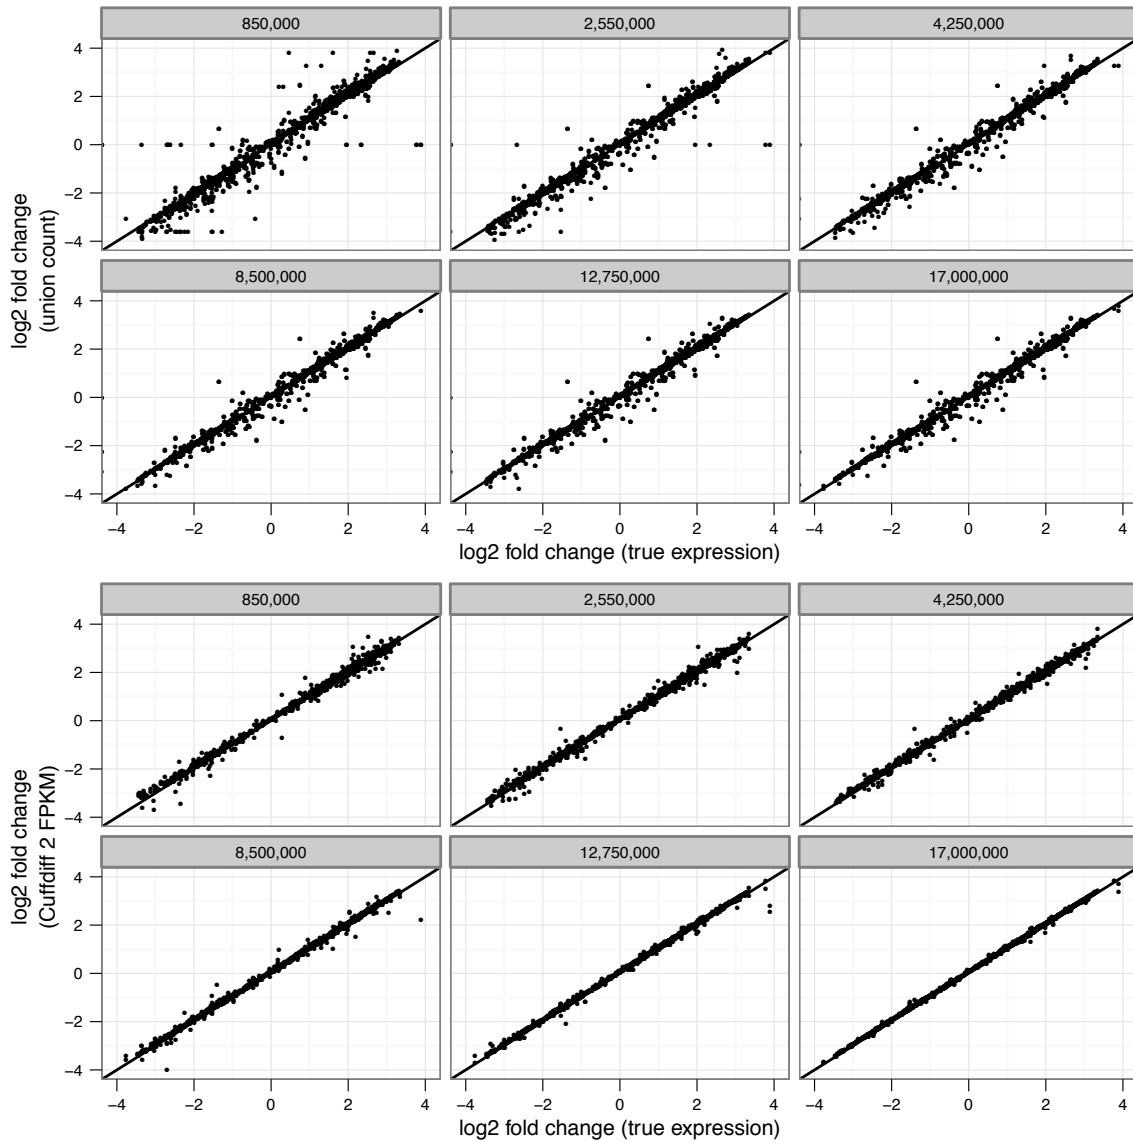 850,000
2,550,000
4,250,000
4
2
0
−2
−4
log2 fold change
(union count)
8,500,000
12,750,000
17,000,000
4
2
0
−2
−4
−4 −2 0 2 4
−4 −2 0 2 4
−4 −2 0 2 4
log2 fold change (true expression)
850,000
2,550,000
4,250,000
4
2
0
−2
−4
log2 fold change
(Cuffdiff 2 FPKM)
8,500,000
12,750,000
17,000,000
4
2
0
−2
−4
−4 −2 0 2 4
−4 −2 0 2 4
−4 −2 0 2 4
log2 fold change (true expression)